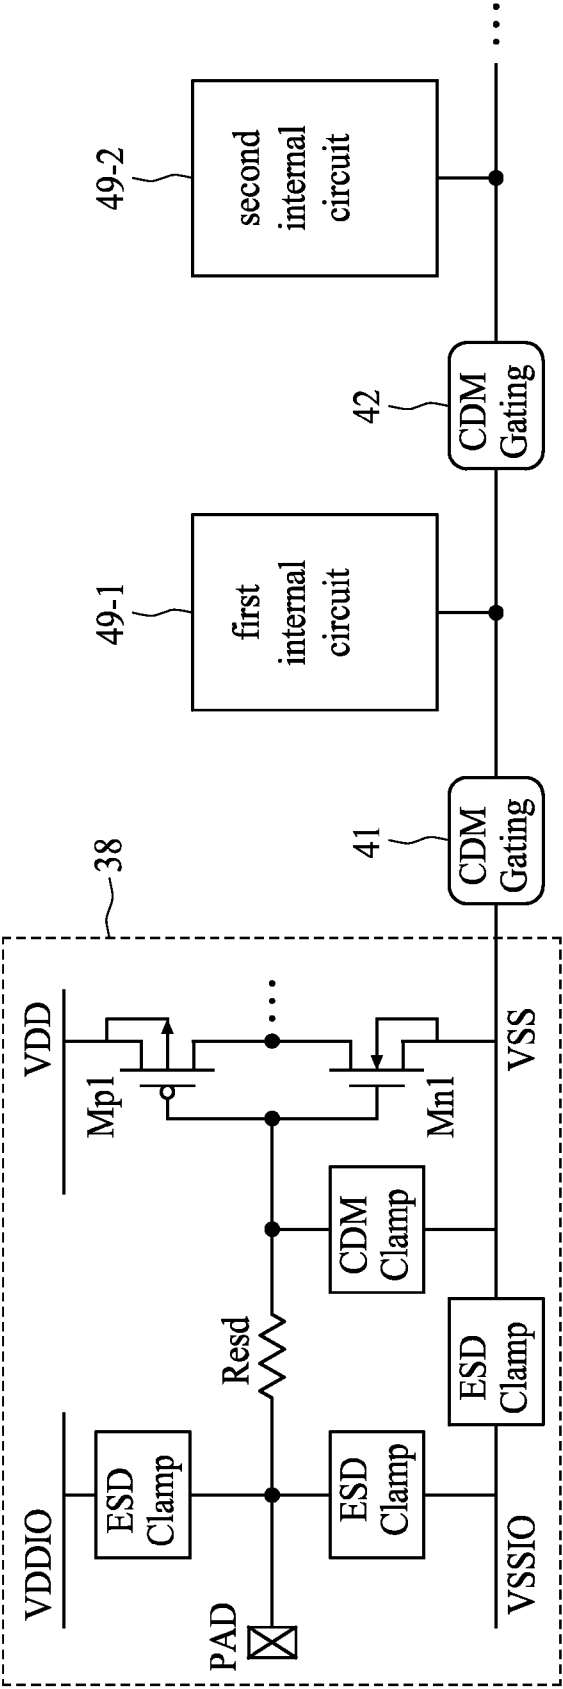 38
VDDIO
VDD
ESD
Clamp
Mp1
PAD
Resd
ESD
Clamp
CDM
Clamp
Mn1
VSSIO
ESD
Clamp
VSS
41
CDM
Gating
49-1
first
internal
circuit
42
CDM
Gating
49-2
second
internal
circuit